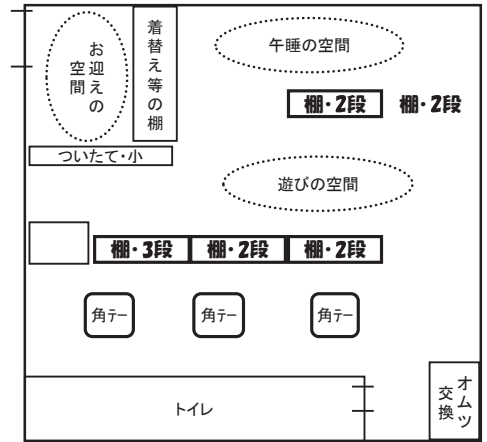 お迎えの
空間
着替え等の棚
午睡の空間
棚・2段
棚・2段
ついたて・小
遊びの空間
棚・3段
棚・2段
棚・2段
角テー
角テー
角テー
トイレ
オムツ
交換